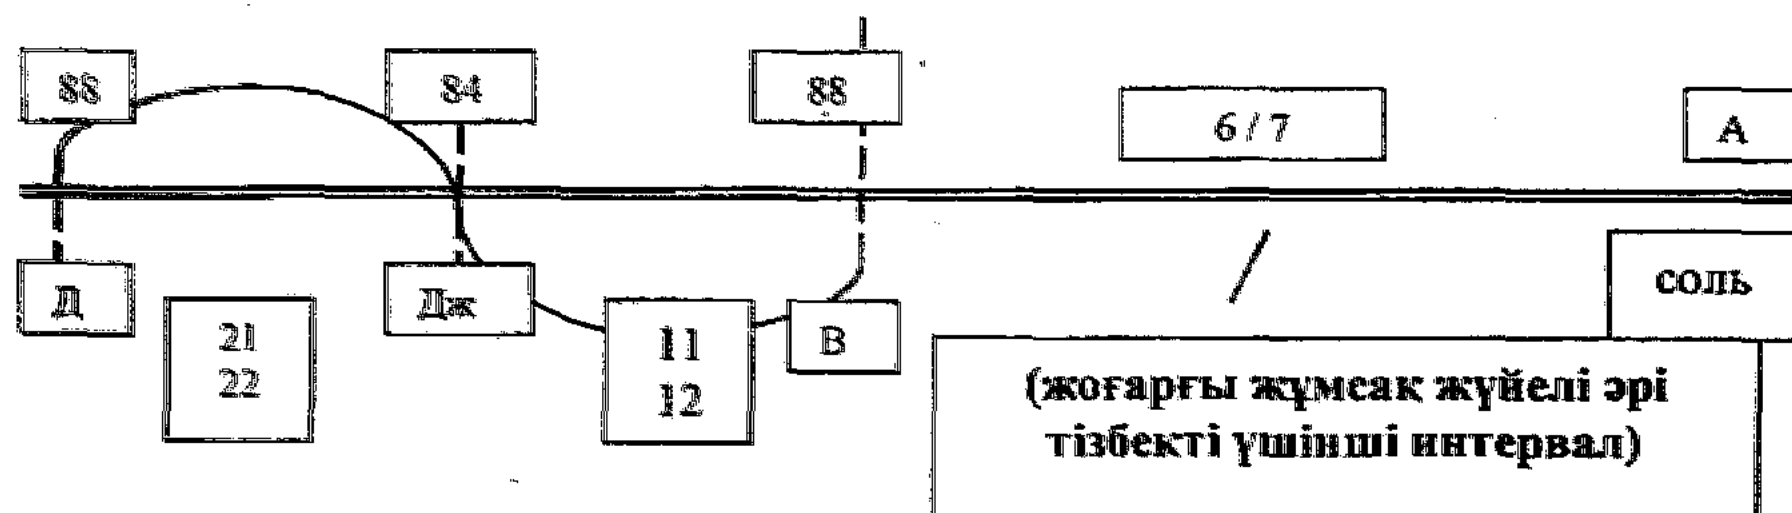 88 84 88
6 / 7 А
Д Дж В
21
22
11
12
соль
(жоғарғы жұмсақ жүйелі әрі
тізбекті үшінші интервал)